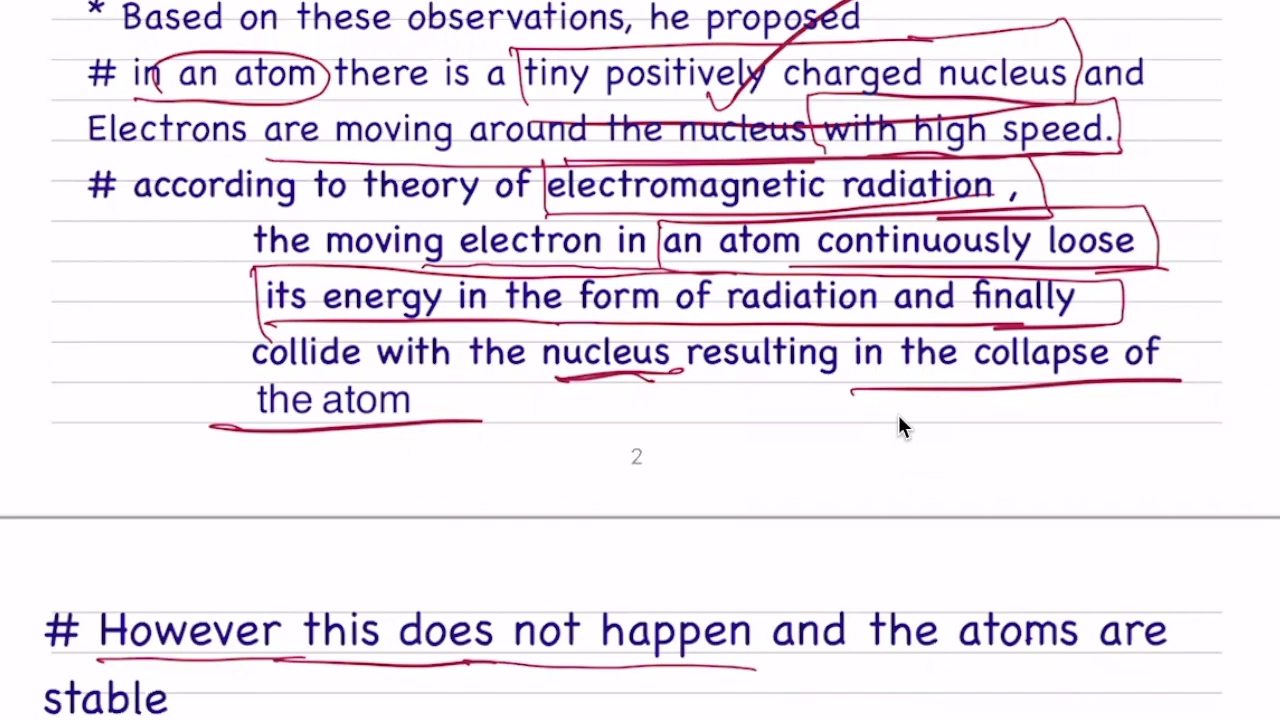 * Based on these observations, he proposed
# in an atom there is a tiny positively charged nucleus and
Electrons are moving around the nucleus with high speed.
# according to theory of electromagnetic radiation ,
the moving electron in an atom continuously loose
its energy in the form of radiation and finally
collide with the nucleus resulting in the collapse of
the atom
2
# However this does not happen and the atoms are
stable